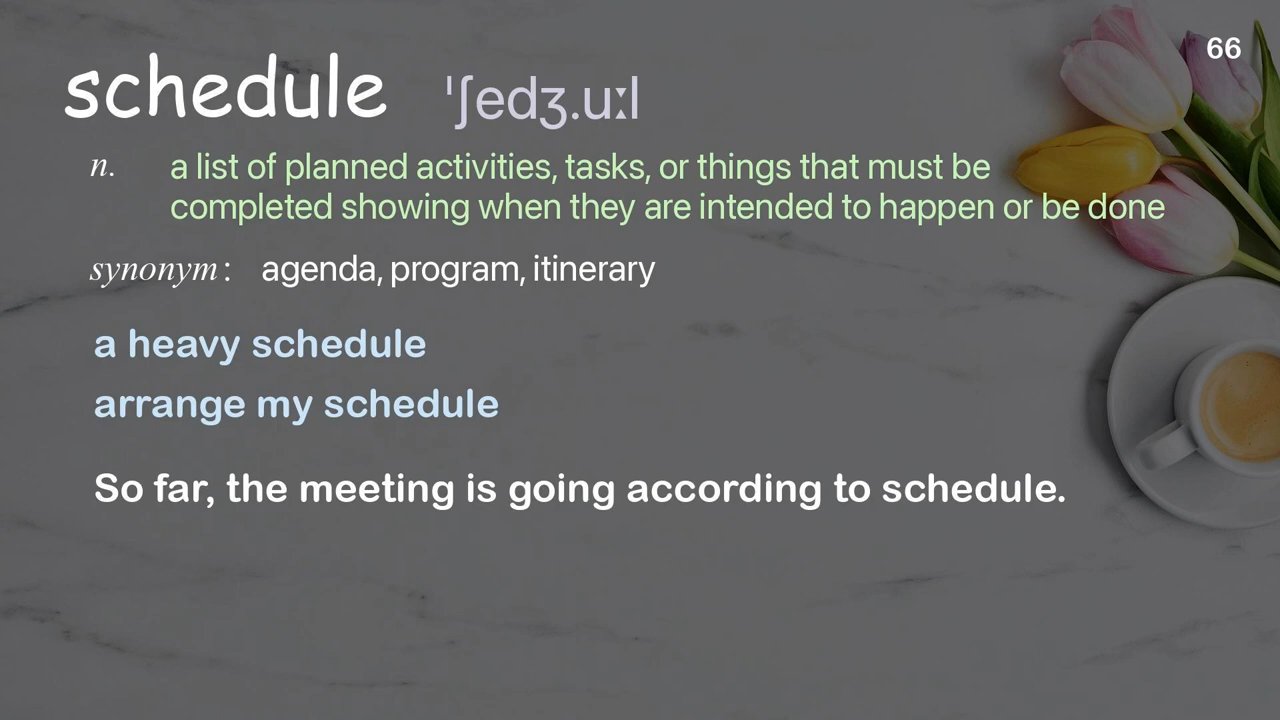 66
schedule ˈʃedʒ.uːl
n. a list of planned activities, tasks, or things that must be
completed showing when they are intended to happen or be done
synonym: agenda, program, itinerary
a heavy schedule
arrange my schedule
So far, the meeting is going according to schedule.